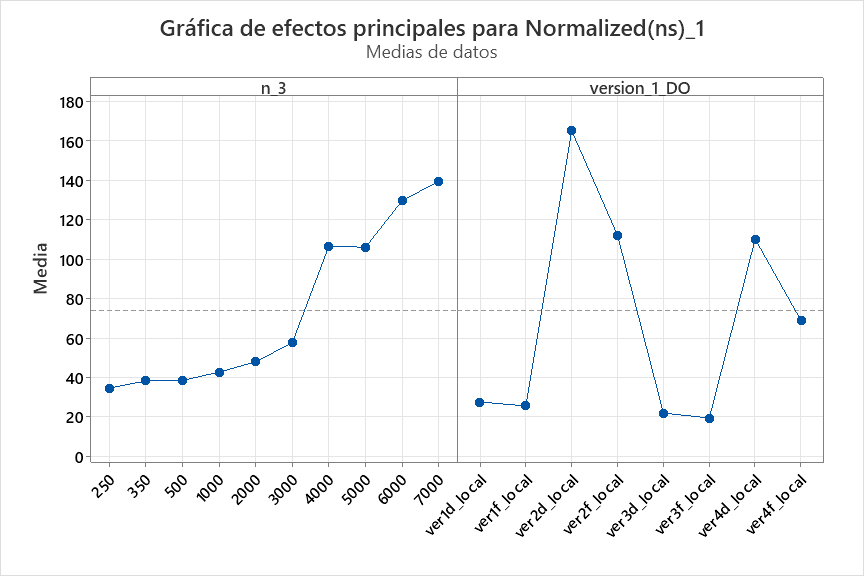 Gráfica de efectos principales para Normalized(ns)_1
Medias de datos
n_3
version_1_DO
Media
180
160
140
120
100
80
60
40
20
0
250
350
500
1000
2000
3000
4000
5000
6000
7000
ver1d_local
ver1f_local
ver2d_local
ver2f_local
ver3d_local
ver3f_local
ver4d_local
ver4f_local